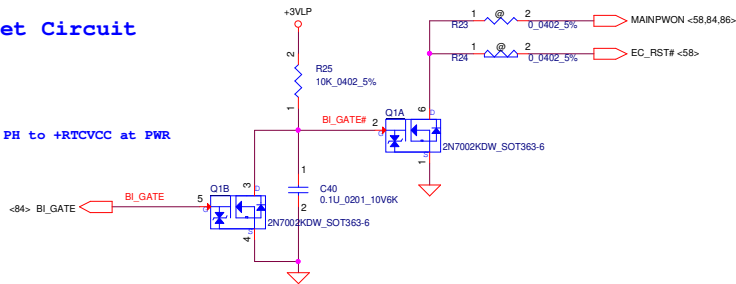 et Circuit
+3VLP
1 @ 2
R23 0_0402_5%
MAINPWON <58,84,86>
1 @ 2
R24 0_0402_5%
EC_RST# <58>
2
R25
10K_0402_5%
1
PH to +RTCVCC at PWR
BI_GATE# 2
Q1A
6
D
G
S
1
2N7002KDW_SOT363-6
<84> BI_GATE
BI_GATE
5
Q1B
3
D
G
S
4
2N7002KDW_SOT363-6
1
C40
0.1U_0201_10V6K
2